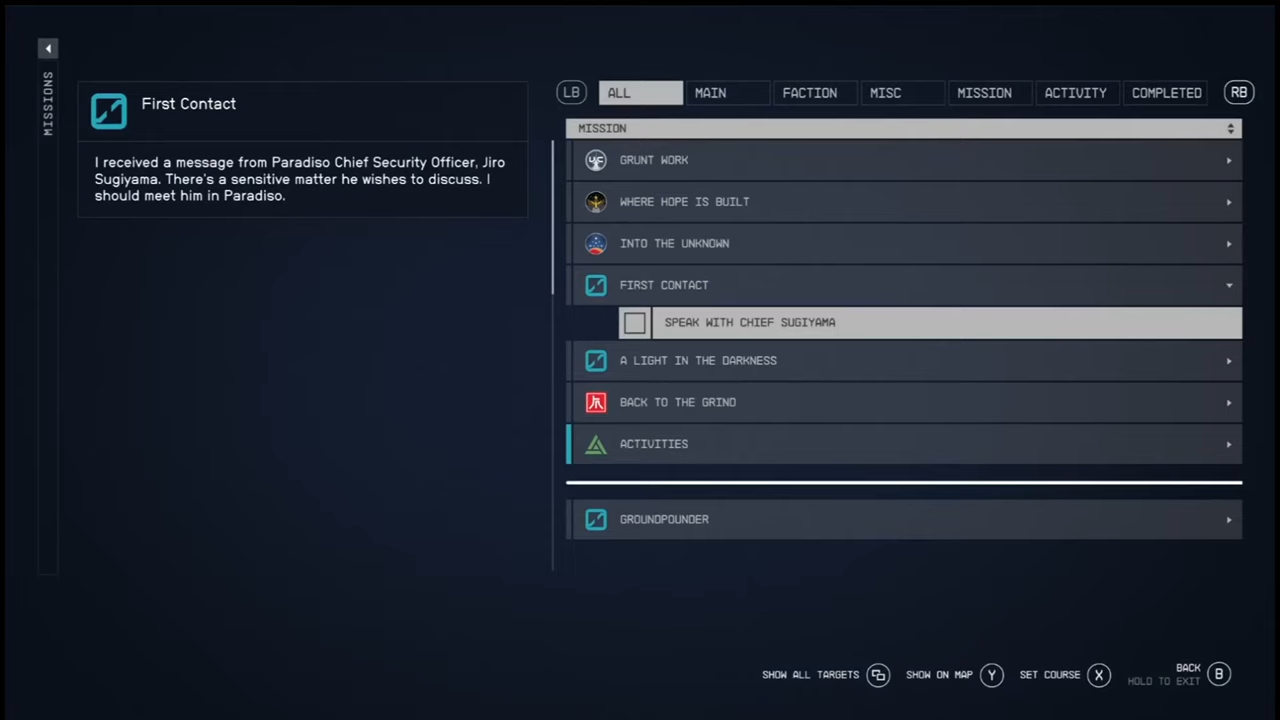 MISSIONS
First Contact
I received a message from Paradiso Chief Security Officer, Jiro
Sugiyama. There's a sensitive matter he wishes to discuss. I
should meet him in Paradiso.
LB ALL MAIN FACTION MISC MISSION ACTIVITY COMPLETED RB
MISSION
UC GRUNT WORK
WHERE HOPE IS BUILT
INTO THE UNKNOWN
FIRST CONTACT
SPEAK WITH CHIEF SUGIYAMA
A LIGHT IN THE DARKNESS
BACK TO THE GRIND
ACTIVITIES
GROUNDPOUNDER
SHOW ALL TARGETS SHOW ON MAP Y SET COURSE X BACK B
HOLD TO EXIT